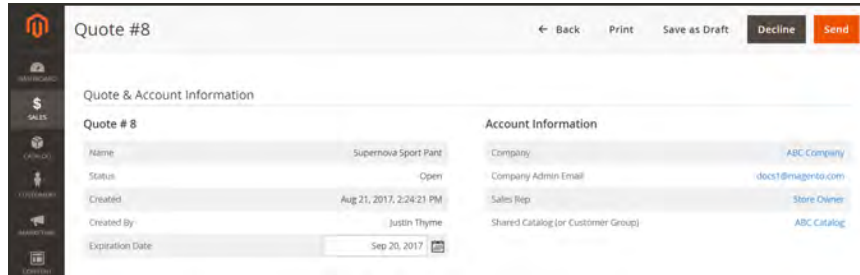 Quote #8
← Back Print Save as Draft Decline Send
DASHBOARD
SALES
CATALOG
CUSTOMERS
MARKETING
CONTENT
Quote & Account Information
Quote # 8
Name Supernova Sport Pant
Status Open
Created Aug 21, 2017, 2:24:21 PM
Created By Justin Thyme
Expiration Date Sep 20, 2017
Account Information
Company ABC Company
Company Admin Email docs1@magento.com
Sales Rep Store Owner
Shared Catalog (or Customer Group) ABC Catalog